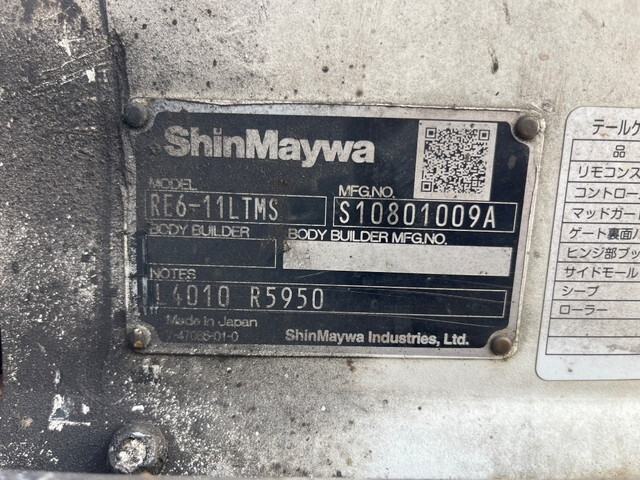 ShinMaywa
MODEL
RE6-11LTMS
MFG.NO.
S10801009A
BODY BUILDER
BODY BUILDER MFG.NO.
NOTES
L4010 R5950
Made in Japan
ShinMaywa Industries, Ltd.
テールゲ
品
リモコンス
コントロー
マッドガー
ゲート裏面
ヒンジ部ブッ
サイドモール
シーブ
ローラー